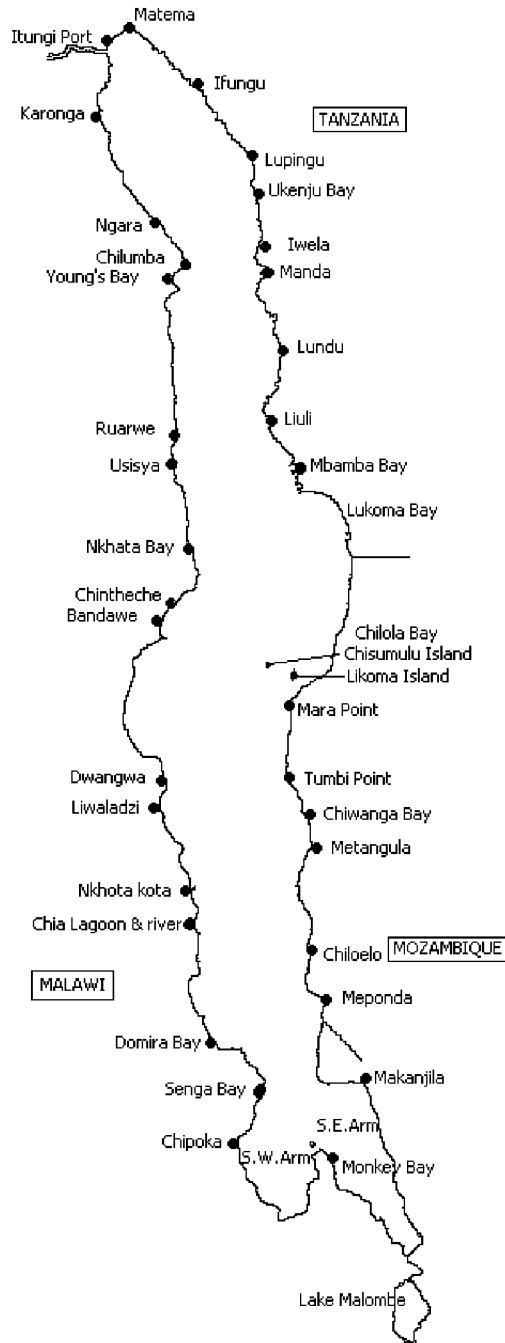 Matema
Itungi Port
Ifungu
Karonga
TANZANIA
Lupingu
Ukenju Bay
Ngara
Iwela
Chilumba
Manda
Young's Bay
Lundu
Liuli
Ruarwe
Usisya
Mbamba Bay
Lukoma Bay
Nkhata Bay
Chintheche
Bandawe
Chilola Bay
Chisumulu Island
Likoma Island
Mara Point
Dwangwa
Tumbi Point
Liwaladzi
Chiwanga Bay
Metangula
Nkhota kota
Chia Lagoon & river
Chiloelo
MOZAMBIQUE
MALAWI
Meponda
Domira Bay
Makanjila
Senga Bay
S.E.Arm
Chipoka
S.W.Arm
Monkey Bay
Lake Malombe